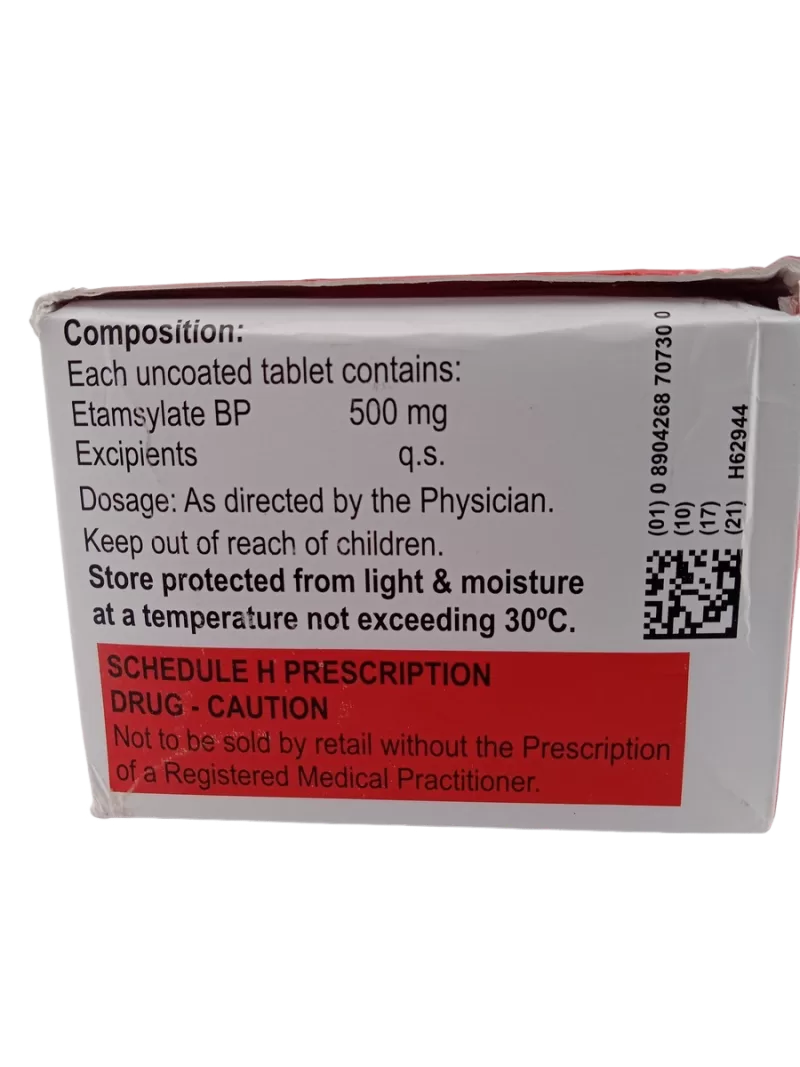 Composition:
Each uncoated tablet contains:
Etamsylate BP 500 mg
Excipients q.s.
Dosage: As directed by the Physician.
Keep out of reach of children.
Store protected from light & moisture
at a temperature not exceeding 30ºC.
SCHEDULE H PRESCRIPTION
DRUG - CAUTION
Not to be sold by retail without the Prescription
of a Registered Medical Practitioner.
(01) 0 8904268 70730 0
(10)
(17)
(21) H62944